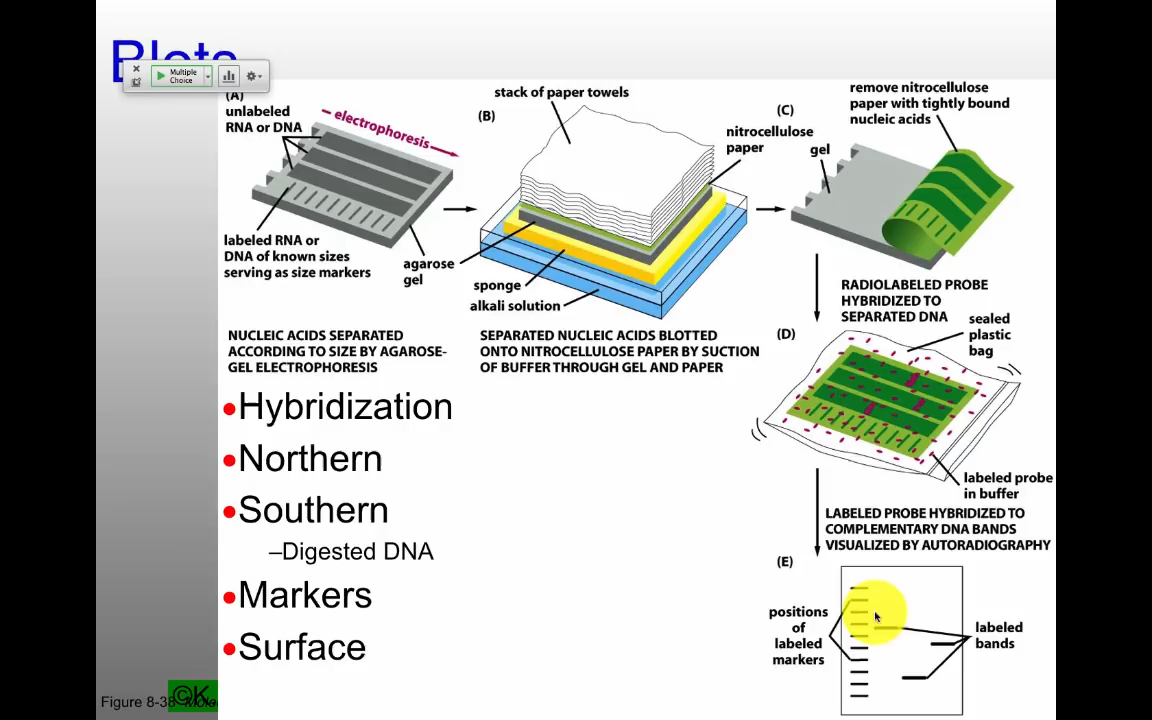 Blots
Multiple
Choice
(A)
unlabeled
RNA or DNA
electrophoresis
labeled RNA or
DNA of known sizes
serving as size markers
agarose
gel
NUCLEIC ACIDS SEPARATED
ACCORDING TO SIZE BY AGAROSE-
GEL ELECTROPHORESIS
stack of paper towels
(B)
nitrocellulose
paper
sponge
alkali solution
SEPARATED NUCLEIC ACIDS BLOTTED
ONTO NITROCELLULOSE PAPER BY SUCTION
OF BUFFER THROUGH GEL AND PAPER
remove nitrocellulose
paper with tightly bound
nucleic acids
(C)
gel
RADIOLABELED PROBE
HYBRIDIZED TO
SEPARATED DNA
(D)
sealed
plastic
bag
labeled probe
in buffer
LABELED PROBE HYBRIDIZED TO
COMPLEMENTARY DNA BANDS
VISUALIZED BY AUTORADIOGRAPHY
(E)
positions
of
labeled
markers
labeled
bands
•Hybridization
•Northern
•Southern
–Digested DNA
•Markers
•Surface
Figure 8-38
©K